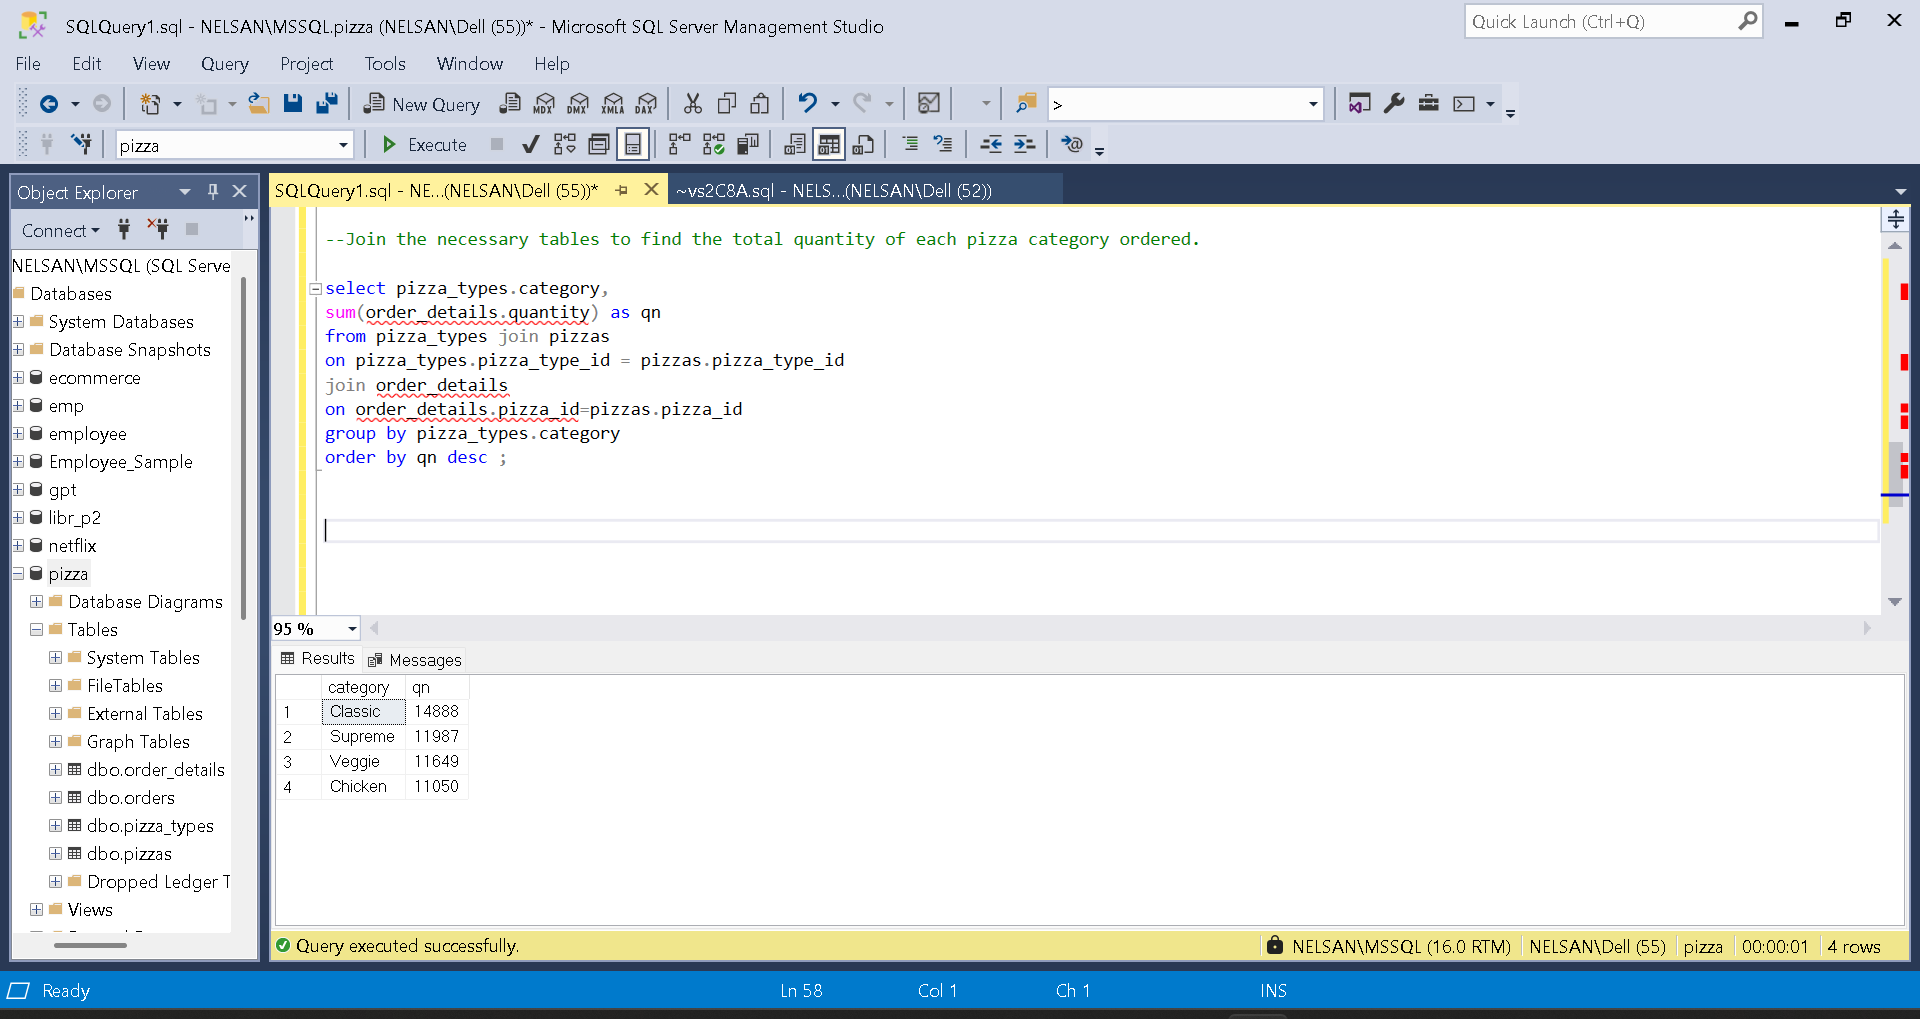 SQLQuery1.sql - NELSAN\MSSQL.pizza (NELSAN\Dell (55))* - Microsoft SQL Server Management Studio
Quick Launch (Ctrl+Q)
File Edit View Query Project Tools Window Help
New Query MDX DMX XMLA DAX >
pizza Execute
Object Explorer
Connect
NELSAN\MSSQL (SQL Serve
Databases
System Databases
Database Snapshots
ecommerce
emp
employee
Employee_Sample
gpt
libr_p2
netflix
pizza
Database Diagrams
Tables
System Tables
FileTables
External Tables
Graph Tables
dbo.order_details
dbo.orders
dbo.pizza_types
dbo.pizzas
Dropped Ledger T
Views
SQLQuery1.sql - NE...(NELSAN\Dell (55))* ~vs2C8A.sql - NELS...(NELSAN\Dell (52))
--Join the necessary tables to find the total quantity of each pizza category ordered.
select pizza_types.category,
sum(order_details.quantity) as qn
from pizza_types join pizzas
on pizza_types.pizza_type_id = pizzas.pizza_type_id
join order_details
on order_details.pizza_id=pizzas.pizza_id
group by pizza_types.category
order by qn desc ;
95 %
Results Messages
category qn
1 Classic 14888
2 Supreme 11987
3 Veggie 11649
4 Chicken 11050
Query executed successfully. NELSAN\MSSQL (16.0 RTM) NELSAN\Dell (55) pizza 00:00:01 4 rows
Ready Ln 58 Col 1 Ch 1 INS